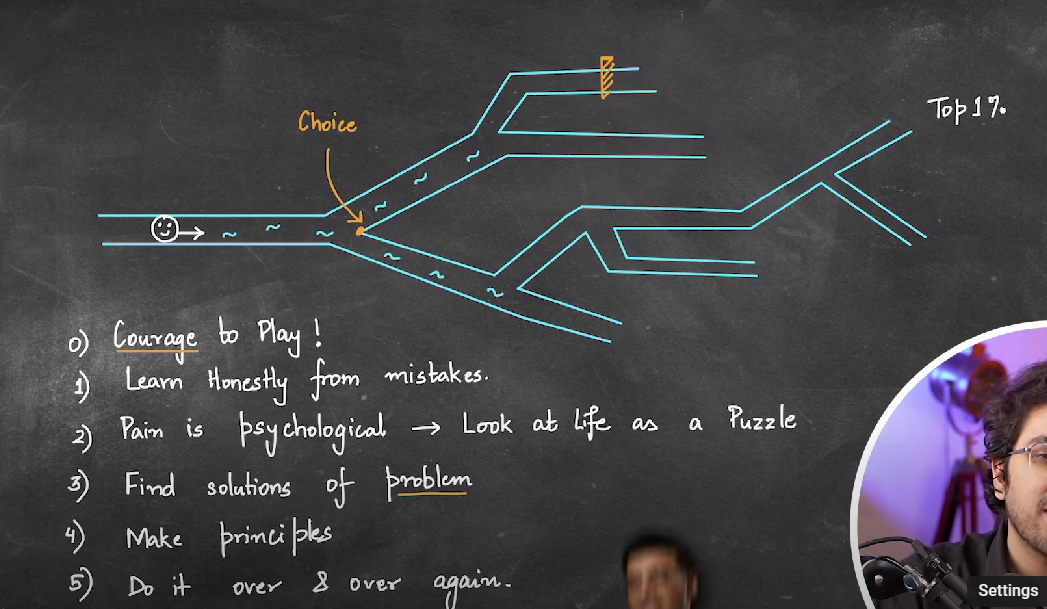 Top 1%
Choice
0) Courage to Play!
1) Learn Honestly from mistakes.
2) Pain is psychological → Look at life as a Puzzle
3) Find solutions of problem
4) Make principles
5) Do it over & over again.
Settings